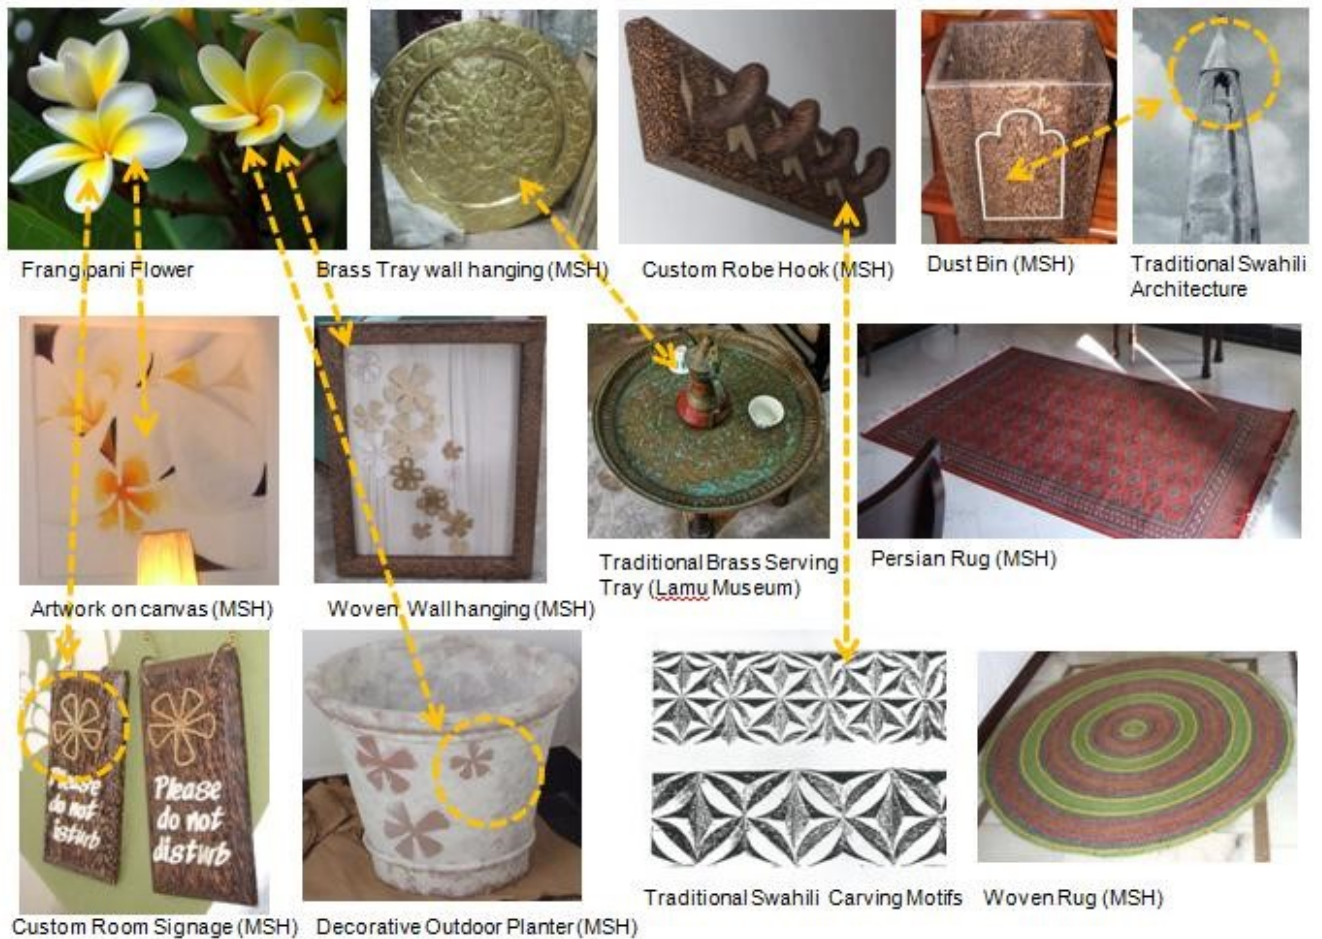 Frangipani Flower
Brass Tray wall hanging (MSH)
Custom Robe Hook (MSH)
Dust Bin (MSH)
Traditional Swahili
Architecture
Artwork on canvas (MSH)
Woven Wall hanging (MSH)
Traditional Brass Serving
Tray (Lamu Museum)
Persian Rug (MSH)
Please
do not
isturb
Please
do not
disturb
Custom Room Signage (MSH)
Decorative Outdoor Planter (MSH)
Traditional Swahili Carving Motifs
Woven Rug (MSH)